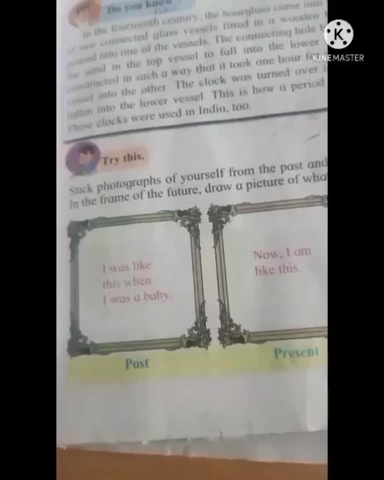 Do you know
In the fourteenth century, the hourglass came into
two connected glass vessels fitted in a wooden
into one of the vessels. The connecting hole
sand in the top vessel to fall into the lower
constructed in such a way that it took one hour for
vessel into the other. The clock was turned over
fallen into the lower vessel. This is how a period
These clocks were used in India, too.
KINEMASTER
Try this.
Stick photographs of yourself from the past and
In the frame of the future, draw a picture of what
I was like
this when
I was a baby.
Now, I am
like this.
Past
Present